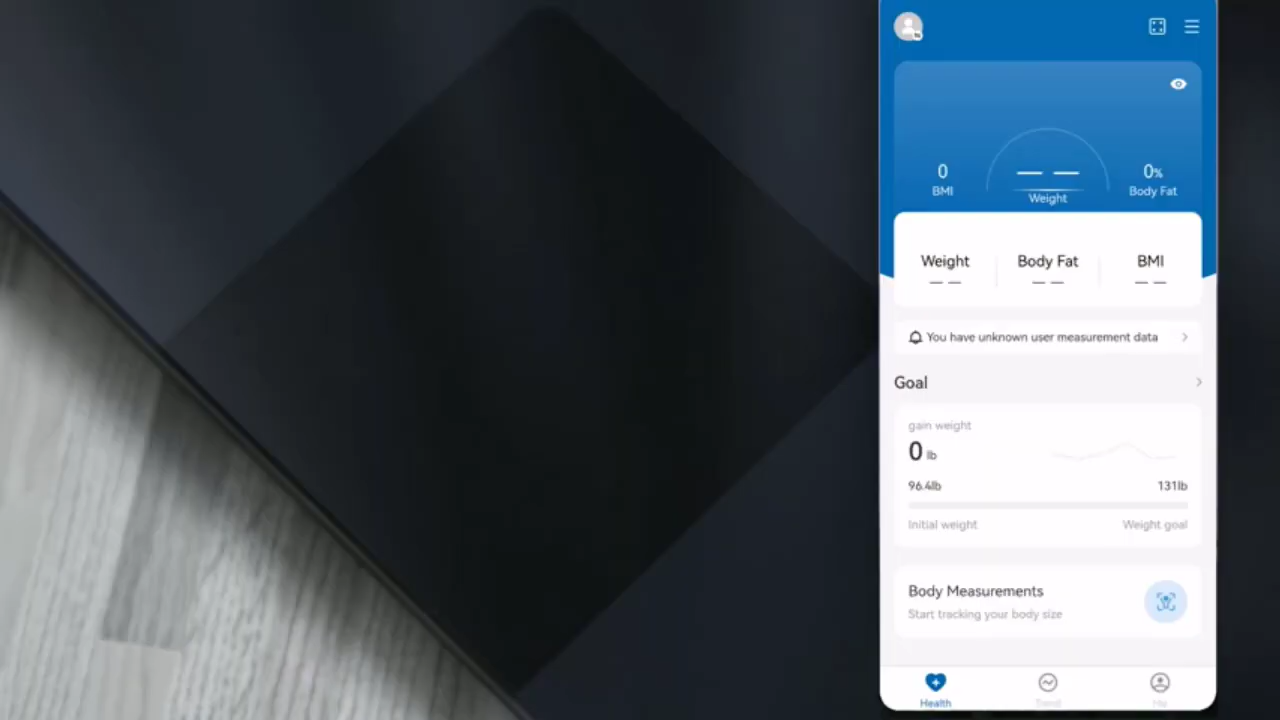 0
BMI
— —
Weight
0%
Body Fat
Weight
— —
Body Fat
— —
BMI
— —
You have unknown user measurement data
Goal
gain weight
0 lb
96.4lb
131lb
Initial weight
Weight goal
Body Measurements
Start tracking your body size
Health
Trend